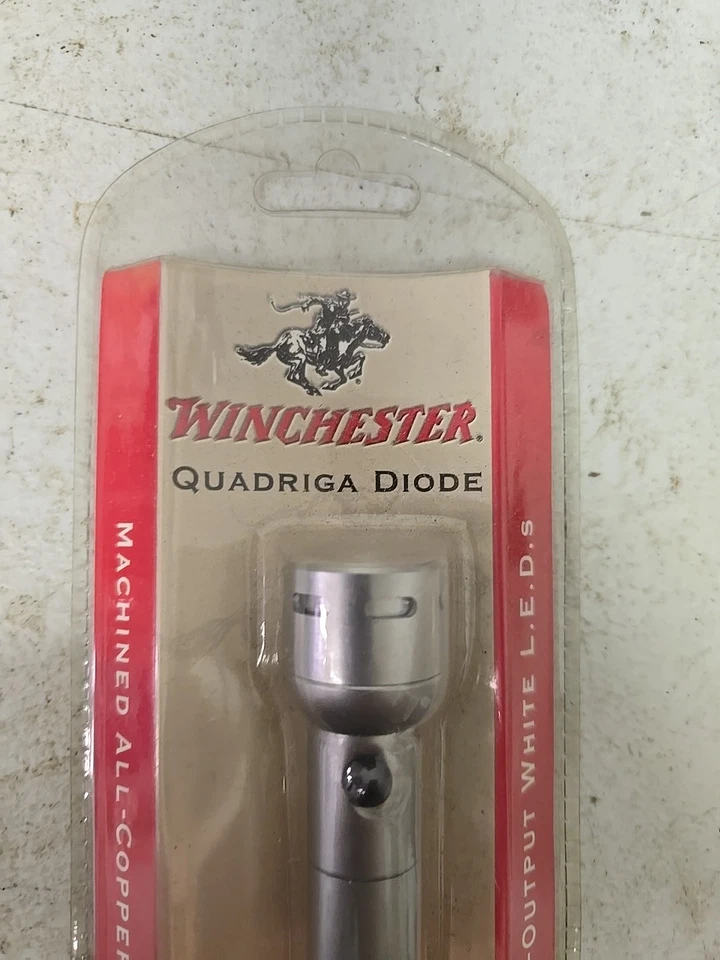 WINCHESTER®
QUADRIGA DIODE
MACHINED ALL-COPPER
-OUTPUT WHITE L.E.D.s